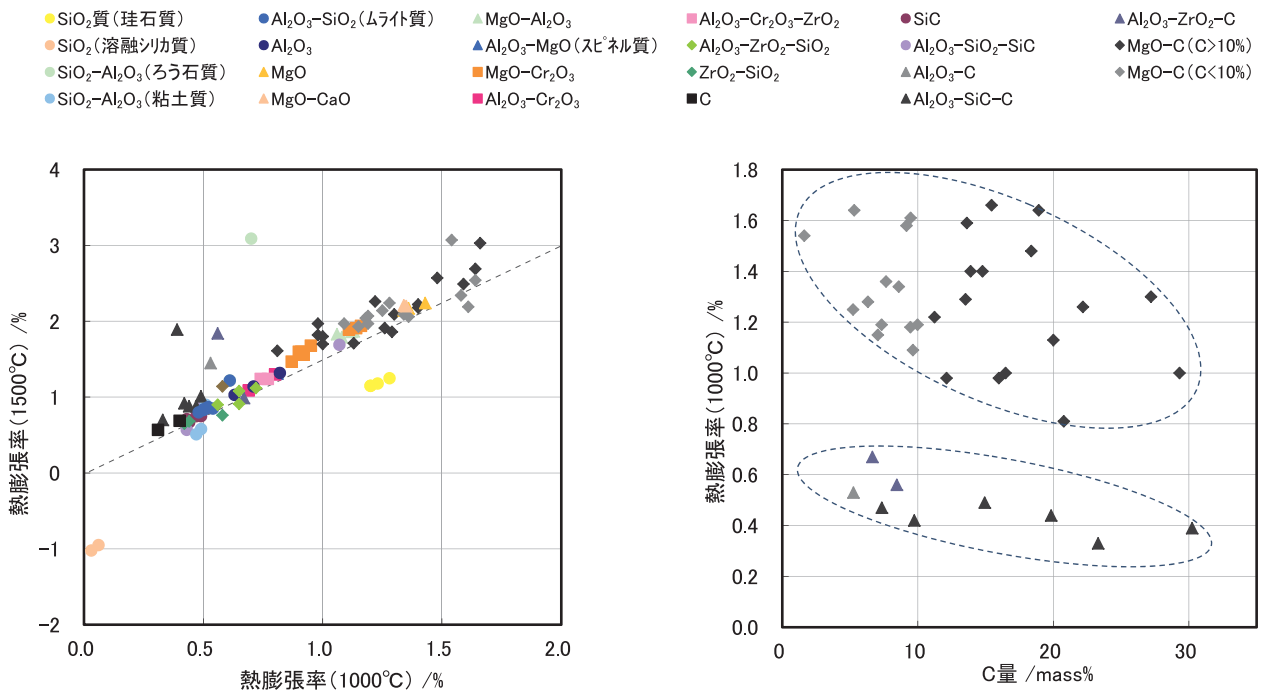 SiO₂質(珪石質) Al₂O₃−SiO₂(ムライト質) MgO−Al₂O₃ Al₂O₃−Cr₂O₃−ZrO₂ SiC Al₂O₃−ZrO₂−C
SiO₂(溶融シリカ質) Al₂O₃ Al₂O₃−MgO(スピネル質) Al₂O₃−ZrO₂−SiO₂ Al₂O₃−SiO₂−SiC MgO−C(C>10%)
SiO₂−Al₂O₃(ろう石質) MgO MgO−Cr₂O₃ ZrO₂−SiO₂ Al₂O₃−C MgO−C(C<10%)
SiO₂−Al₂O₃(粘土質) MgO−CaO Al₂O₃−Cr₂O₃ C Al₂O₃−SiC−C
熱膨張率(1500℃) /%
4
3
2
1
0
−1
−2
0.0 0.5 1.0 1.5 2.0
熱膨張率(1000℃) /%
熱膨張率(1000℃) /%
1.8
1.6
1.4
1.2
1.0
0.8
0.6
0.4
0.2
0.0
0 10 20 30
C量 /mass%